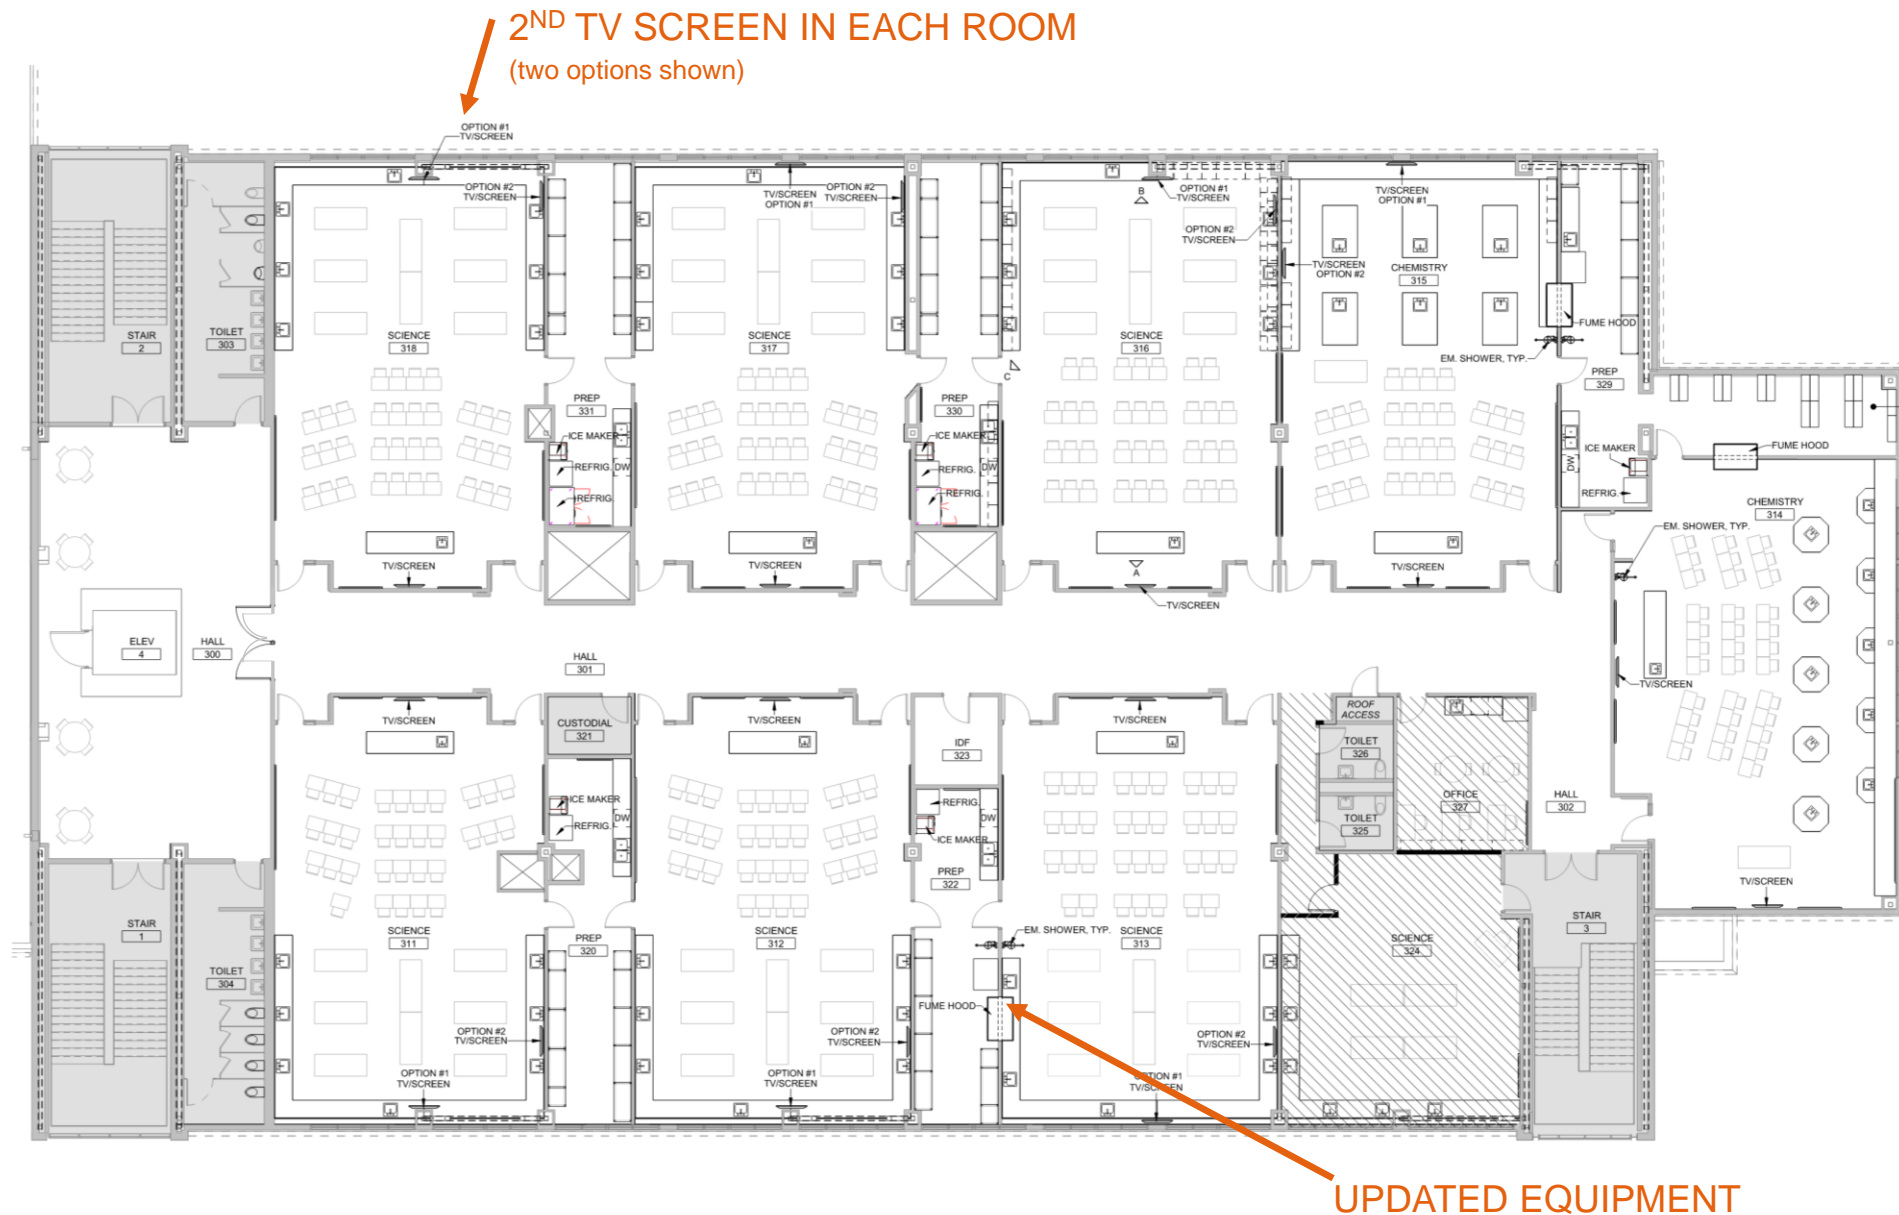 2ND TV SCREEN IN EACH ROOM
(two options shown)
OPTION #1
TV/SCREEN
OPTION #2
TV/SCREEN
TV/SCREEN
OPTION #1
OPTION #2
TV/SCREEN
B
OPTION #1
TV/SCREEN
OPTION #2
TV/SCREEN
TV/SCREEN
OPTION #1
TV/SCREEN
OPTION #2
CHEMISTRY
315
FUME HOOD
EM. SHOWER, TYP.
STAIR
2
TOILET
303
SCIENCE
318
SCIENCE
317
SCIENCE
316
C
PREP
331
PREP
330
PREP
329
ICE MAKER
REFRIG.
DW
REFRIG.
ICE MAKER
REFRIG.
DW
REFRIG.
FUME HOOD
ICE MAKER
DW
REFRIG.
CHEMISTRY
314
EM. SHOWER, TYP.
TV/SCREEN
TV/SCREEN
A
TV/SCREEN
TV/SCREEN
ELEV
4
HALL
300
HALL
301
TV/SCREEN
TV/SCREEN
CUSTODIAL
321
TV/SCREEN
IDF
323
TV/SCREEN
ROOF
ACCESS
TOILET
326
TOILET
325
OFFICE
327
HALL
302
ICE MAKER
REFRIG.
DW
REFRIG.
DW
ICE MAKER
PREP
322
TV/SCREEN
STAIR
1
STAIR
3
SCIENCE
311
PREP
320
SCIENCE
312
EM. SHOWER, TYP.
SCIENCE
313
SCIENCE
324
TOILET
304
FUME HOOD
OPTION #2
TV/SCREEN
OPTION #2
TV/SCREEN
OPTION #2
TV/SCREEN
OPTION #1
TV/SCREEN
OPTION #1
TV/SCREEN
OPTION #1
TV/SCREEN
UPDATED EQUIPMENT